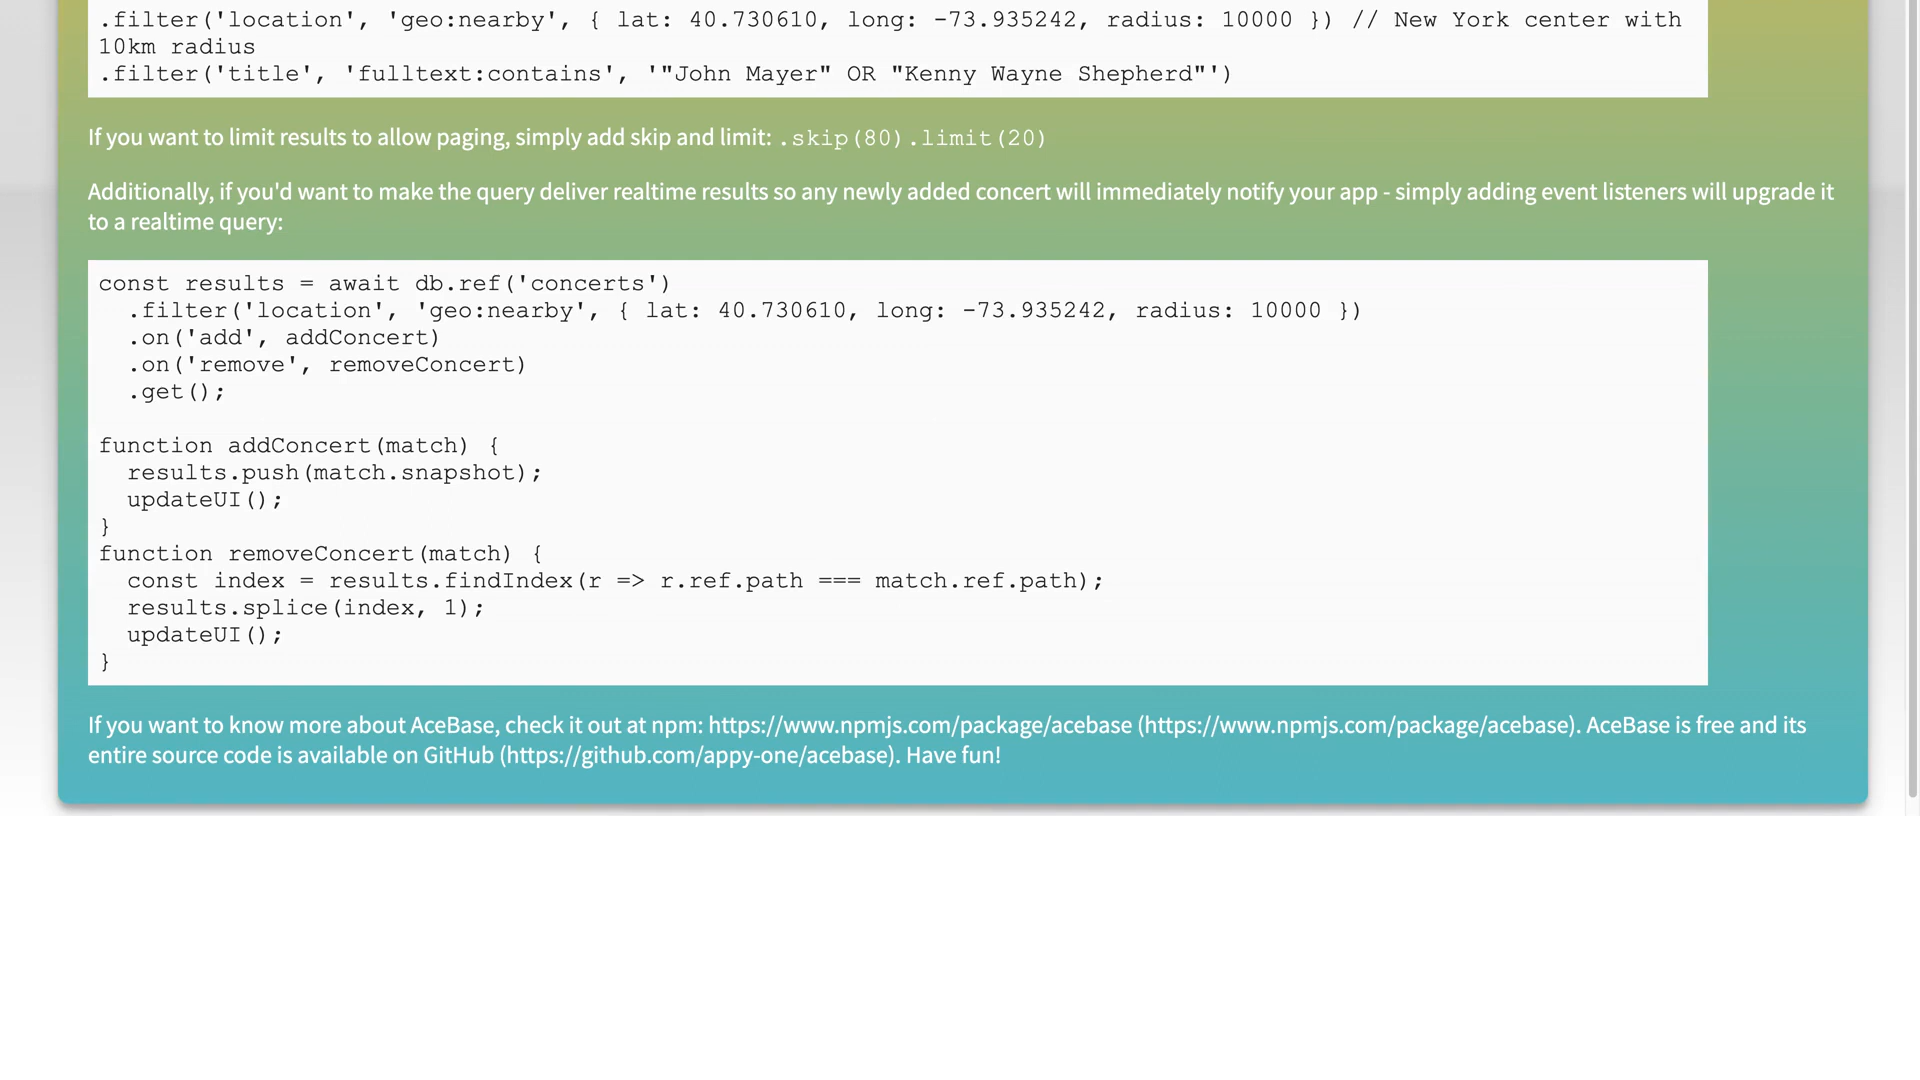 .filter('location', 'geo:nearby', { lat: 40.730610, long: -73.935242, radius: 10000 }) // New York center with
10km radius
.filter('title', 'fulltext:contains', '"John Mayer" OR "Kenny Wayne Shepherd"')
If you want to limit results to allow paging, simply add skip and limit: .skip(80).limit(20)
Additionally, if you'd want to make the query deliver realtime results so any newly added concert will immediately notify your app - simply adding event listeners will upgrade it
to a realtime query:
const results = await db.ref('concerts')
  .filter('location', 'geo:nearby', { lat: 40.730610, long: -73.935242, radius: 10000 })
  .on('add', addConcert)
  .on('remove', removeConcert)
  .get();
function addConcert(match) {
  results.push(match.snapshot);
  updateUI();
}
function removeConcert(match) {
  const index = results.findIndex(r => r.ref.path === match.ref.path);
  results.splice(index, 1);
  updateUI();
}
If you want to know more about AceBase, check it out at npm: https://www.npmjs.com/package/acebase (https://www.npmjs.com/package/acebase). AceBase is free and its
entire source code is available on GitHub (https://github.com/appy-one/acebase). Have fun!